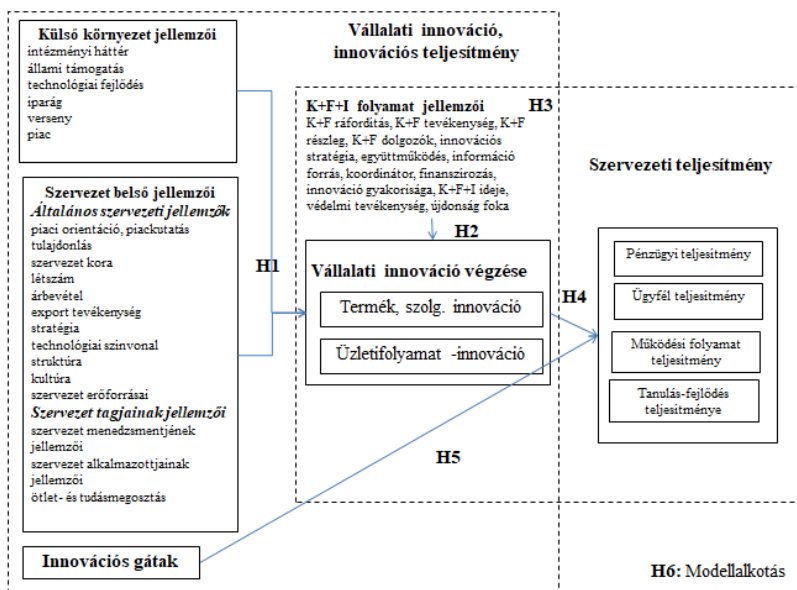 Külső környezet jellemzői
intézményi háttér
állami támogatás
technológiai fejlődés
iparág
verseny
piac
Szervezet belső jellemzői
Általános szervezeti jellemzők
piaci orientáció, piackutatás
tulajdonlás
szervezet kora
létszám
árbevétel
export tevékenység
stratégia
technológiai színvonal
struktúra
kultúra
szervezet erőforrásai
Szervezet tagjainak jellemzői
szervezet menedzsmentjének
jellemzői
szervezet alkalmazottjainak
jellemzői
ötlet- és tudásmegosztás
Innovációs gátak
H1
Vállalati innováció,
innovációs teljesítmény
K+F+I folyamat jellemzői
H3
K+F ráfordítás, K+F tevékenység, K+F
részleg, K+F dolgozók, innovációs
stratégia, együttműködés, információ
forrás, koordinátor, finanszírozás,
innováció gyakorisága, K+F+I ideje,
védelmi tevékenység, újdonság foka
H2
Vállalati innováció végzése
Termék, szolg. innováció
Üzletifolyamat -innováció
H4
H5
Szervezeti teljesítmény
Pénzügyi teljesítmény
Ügyfél teljesítmény
Működési folyamat
teljesítmény
Tanulás-fejlődés
teljesítménye
H6: Modellalkotás